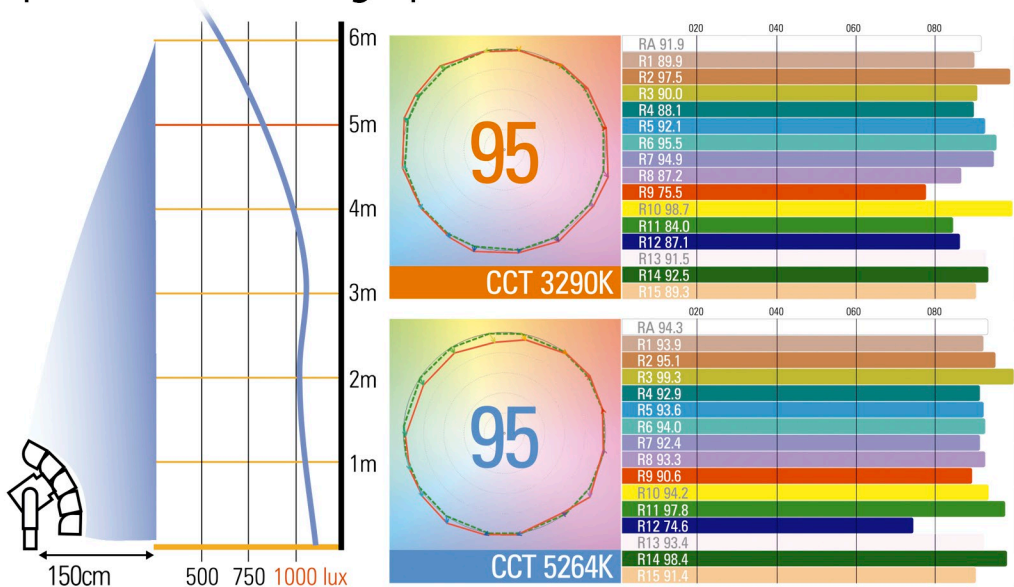 6m
5m
4m
3m
2m
1m
150cm
500 750 1000 lux
95
CCT 3290K
020 040 060 080
RA 91.9
R1 89.9
R2 97.5
R3 90.0
R4 88.1
R5 92.1
R6 95.5
R7 94.9
R8 87.2
R9 75.5
R10 98.7
R11 84.0
R12 87.1
R13 91.5
R14 92.5
R15 89.3
95
CCT 5264K
020 040 060 080
RA 94.3
R1 93.9
R2 95.1
R3 99.3
R4 92.9
R5 93.6
R6 94.0
R7 92.4
R8 93.3
R9 90.6
R10 94.2
R11 97.8
R12 74.6
R13 93.4
R14 98.4
R15 91.4